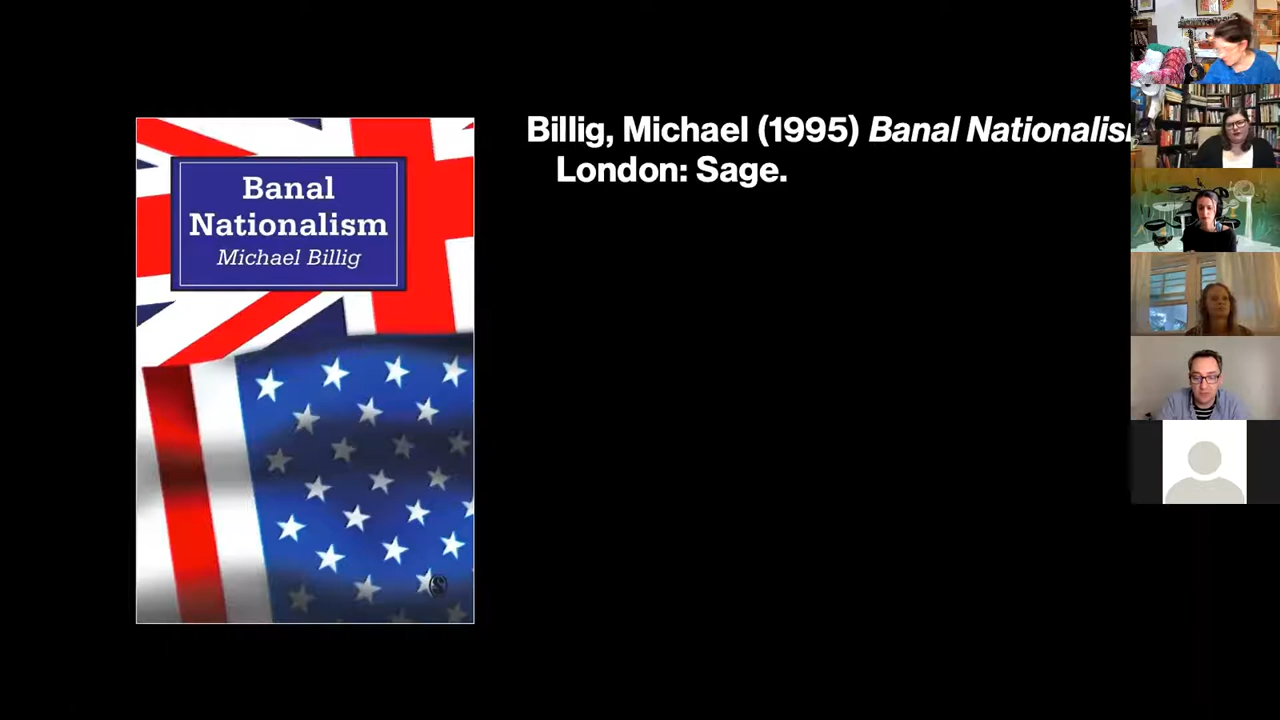 Banal
Nationalism
Michael Billig
Billig, Michael (1995) Banal Nationalis
London: Sage.